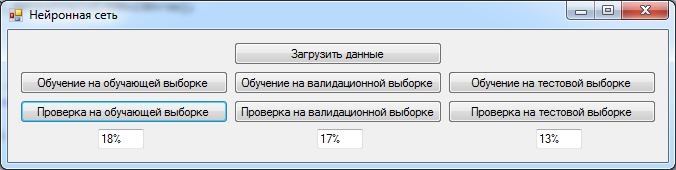 Нейронная сеть
Загрузить данные
Обучение на обучающей выборке Обучение на валидационной выборке Обучение на тестовой выборке
Проверка на обучающей выборке Проверка на валидационной выборке Проверка на тестовой выборке
18% 17% 13%